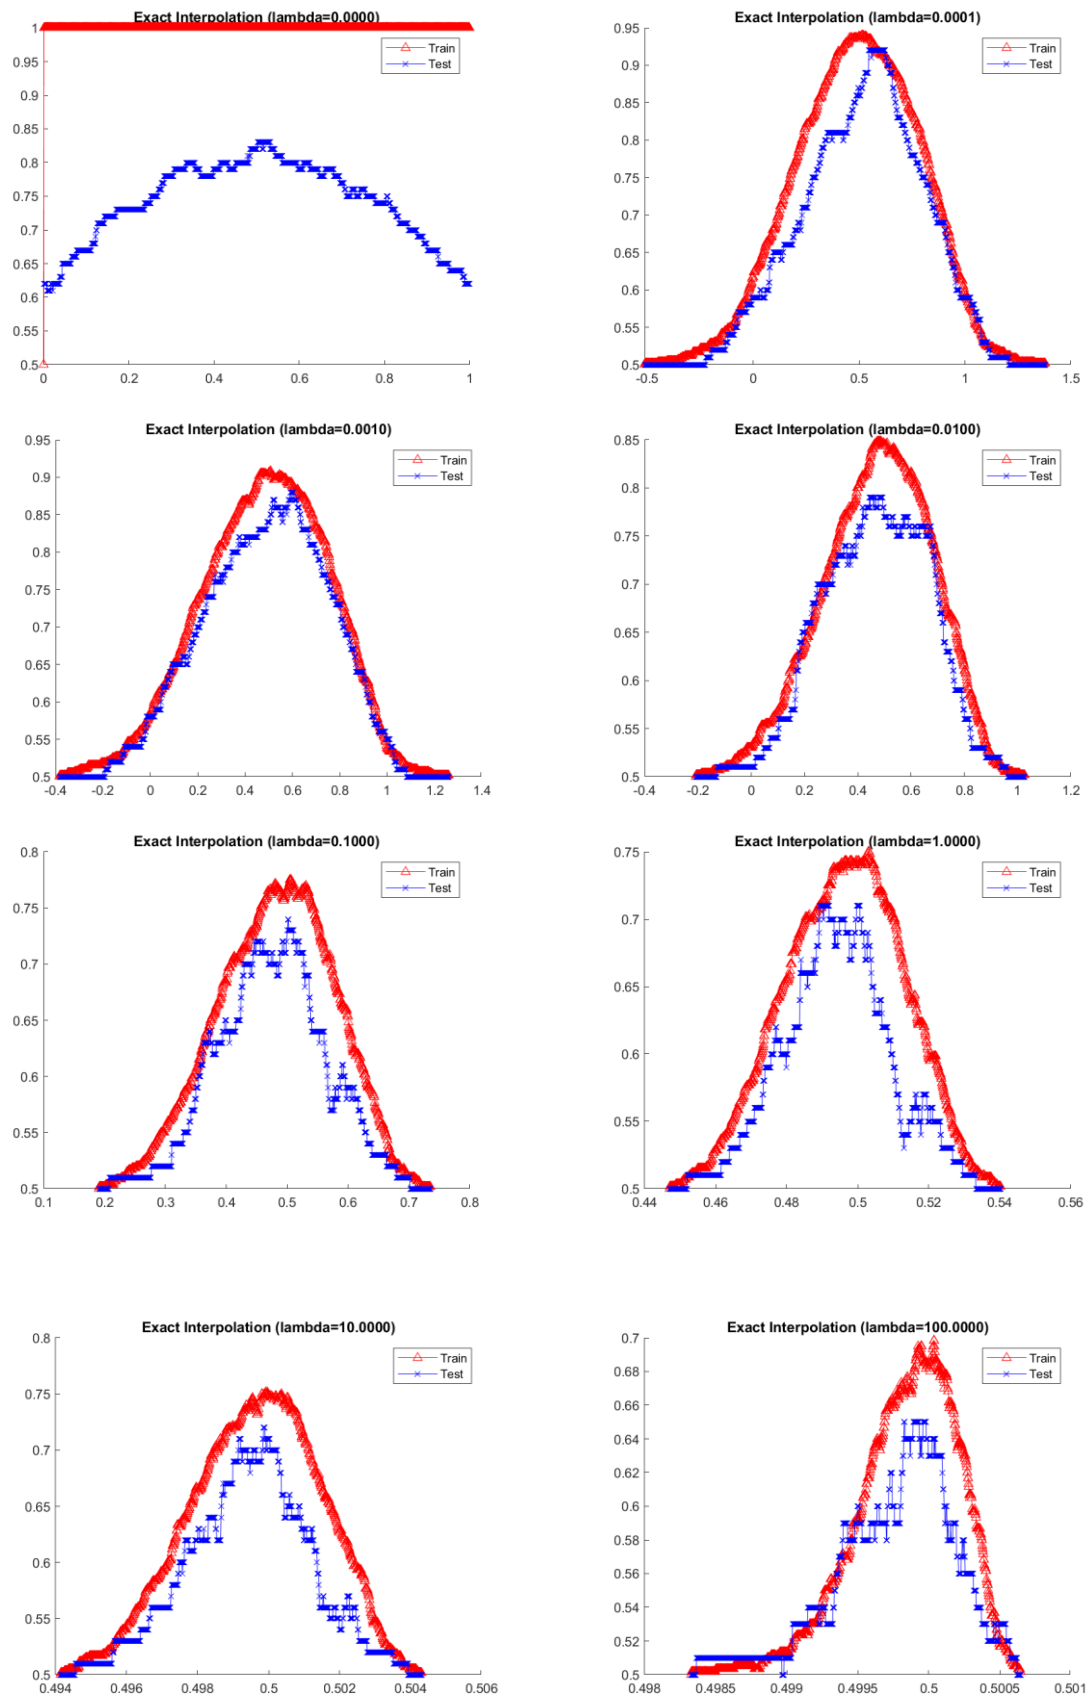 Exact Interpolation (lambda=0.0000)
1
0.95
0.9
0.85
0.8
0.75
0.7
0.65
0.6
0.55
0.5
0 0.2 0.4 0.6 0.8 1
Train
Test
Exact Interpolation (lambda=0.0001)
0.95
0.9
0.85
0.8
0.75
0.7
0.65
0.6
0.55
0.5
-0.5 0 0.5 1 1.5
Train
Test
Exact Interpolation (lambda=0.0010)
0.95
0.9
0.85
0.8
0.75
0.7
0.65
0.6
0.55
0.5
-0.4 -0.2 0 0.2 0.4 0.6 0.8 1 1.2 1.4
Train
Test
Exact Interpolation (lambda=0.0100)
0.85
0.8
0.75
0.7
0.65
0.6
0.55
0.5
-0.4 -0.2 0 0.2 0.4 0.6 0.8 1 1.2
Train
Test
Exact Interpolation (lambda=0.1000)
0.8
0.75
0.7
0.65
0.6
0.55
0.5
0.1 0.2 0.3 0.4 0.5 0.6 0.7 0.8
Train
Test
Exact Interpolation (lambda=1.0000)
0.75
0.7
0.65
0.6
0.55
0.5
0.44 0.46 0.48 0.5 0.52 0.54 0.56
Train
Test
Exact Interpolation (lambda=10.0000)
0.8
0.75
0.7
0.65
0.6
0.55
0.5
0.494 0.496 0.498 0.5 0.502 0.504 0.506
Train
Test
Exact Interpolation (lambda=100.0000)
0.7
0.68
0.66
0.64
0.62
0.6
0.58
0.56
0.54
0.52
0.5
0.498 0.4985 0.499 0.4995 0.5 0.5005 0.501
Train
Test